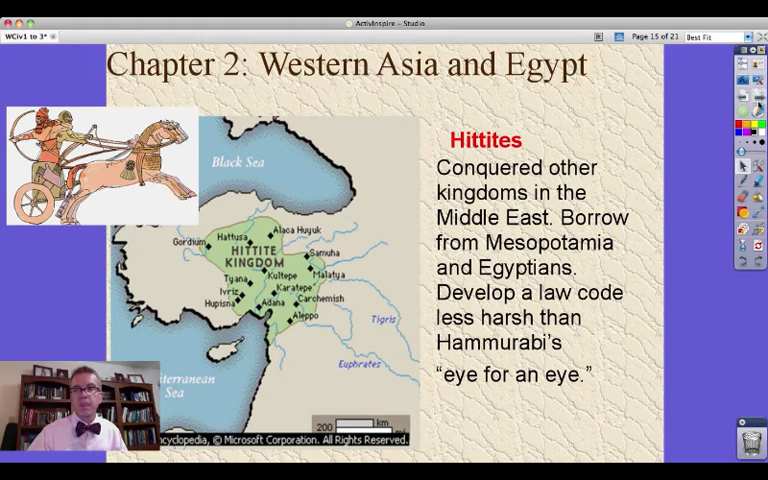 ActivInspire - Studio
WCiv1 to 3*
Page 15 of 21
Best Fit
Chapter 2: Western Asia and Egypt
Hittites
Conquered other
kingdoms in the
Middle East. Borrow
from Mesopotamia
and Egyptians.
Develop a law code
less harsh than
Hammurabi's
"eye for an eye."
Black Sea
Alaca Huyuk
Hattusa
Gordium
HITTITE
KINGDOM
Samuha
Malatya
Kultepe
Tyana
Karatepe
Ivriz
Carchemish
Hupisna
Adana
Aleppo
Tigris
Euphrates
Sea
200
km
© Microsoft Corporation. All Rights Reserved.